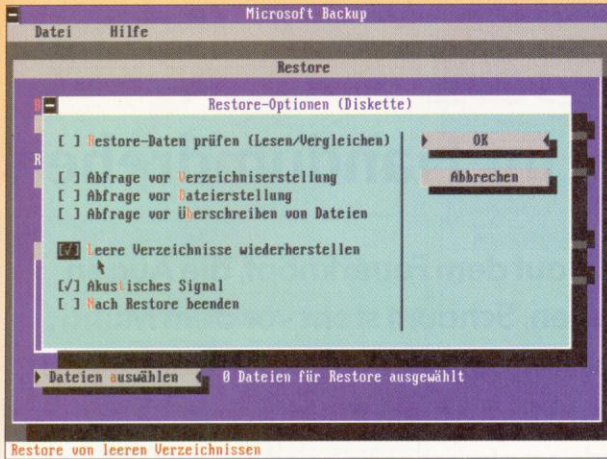 Microsoft Backup
Datei Hilfe
Restore
Restore-Optionen (Diskette)
[ ] Restore-Daten prüfen (Lesen/Vergleichen)
OK
[ ] Abfrage vor Verzeichniserstellung
Abbrechen
[ ] Abfrage vor Dateierstellung
[ ] Abfrage vor Überschreiben von Dateien
[√] Leere Verzeichnisse wiederherstellen
[√] Akustisches Signal
[ ] Nach Restore beenden
Dateien auswählen
0 Dateien für Restore ausgewählt
Restore von leeren Verzeichnissen